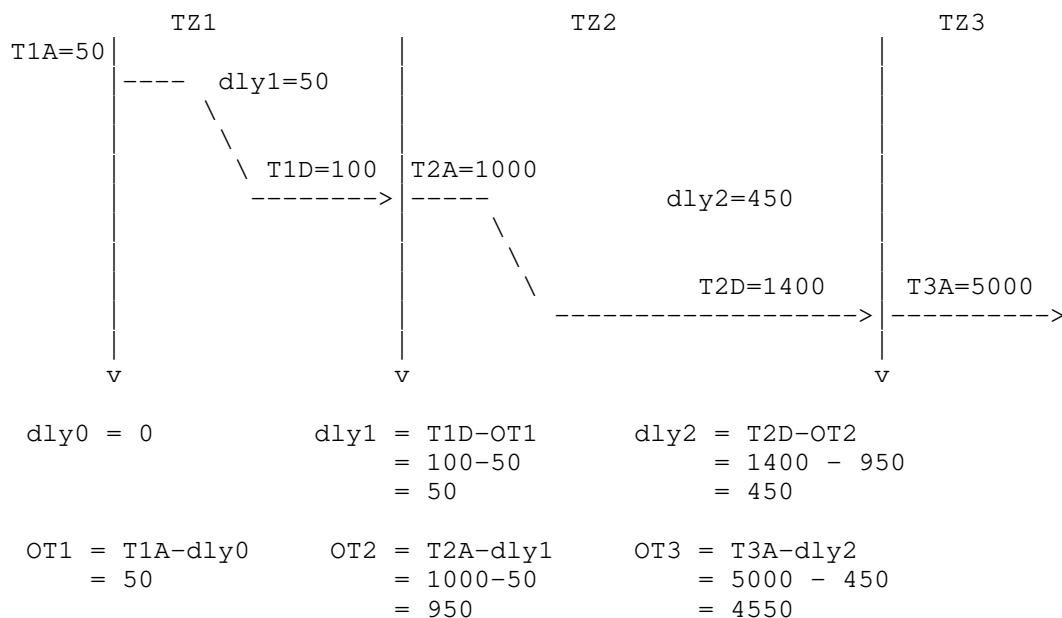 TZ1 TZ2 TZ3
T1A=50
dly1=50
T1D=100 T2A=1000
dly2=450
T2D=1400 T3A=5000
v v v
dly0 = 0 dly1 = T1D-OT1 dly2 = T2D-OT2
= 100-50 = 1400 - 950
= 50 = 450
OT1 = T1A-dly0 OT2 = T2A-dly1 OT3 = T3A-dly2
= 50 = 1000-50 = 5000 - 450
= 950 = 4550